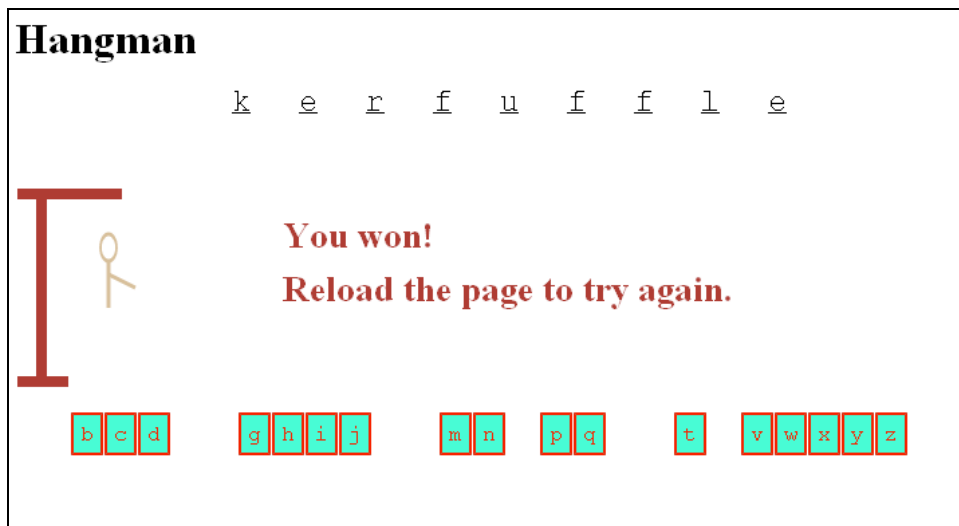 Hangman
k e r f u f f l e
You won!
Reload the page to try again.
b c d g h i j m n p q t v w x y z